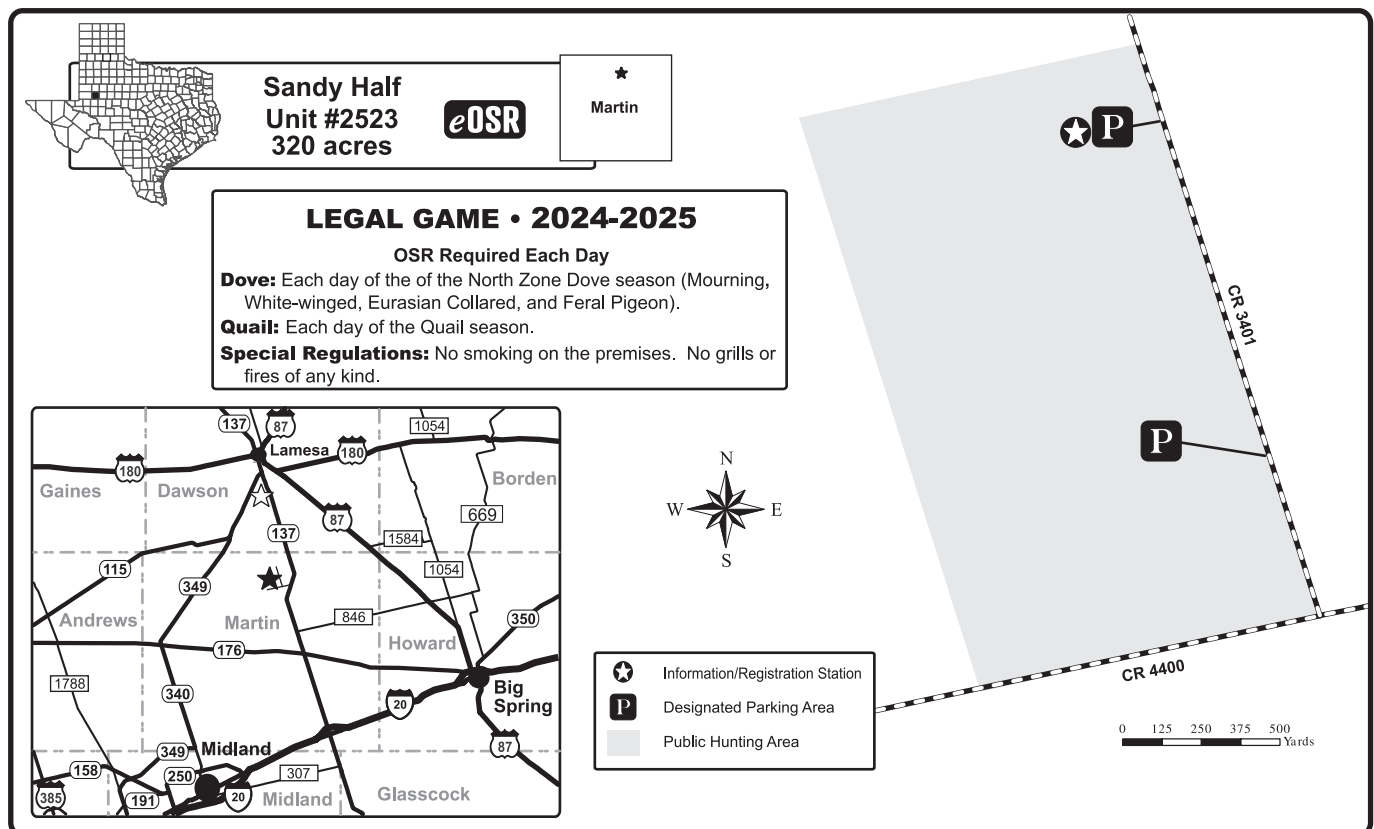 Sandy Half
Unit #2523
320 acres
eOSR
Martin
LEGAL GAME • 2024-2025
OSR Required Each Day
Dove: Each day of the of the North Zone Dove season (Mourning,
White-winged, Eurasian Collared, and Feral Pigeon).
Quail: Each day of the Quail season.
Special Regulations: No smoking on the premises. No grills or
fires of any kind.
137
87
1054
Lamesa
180
180
Gaines
Dawson
Borden
87
669
137
1584
115
349
1054
Andrews
Martin
846
350
Howard
176
1788
340
20
Big
Spring
87
349
Midland
158
250
307
385
191
20
Midland
Glasscock
N
W
E
S
P
CR 3401
P
CR 4400
Information/Registration Station
P
Designated Parking Area
Public Hunting Area
0 125 250 375 500
Yards